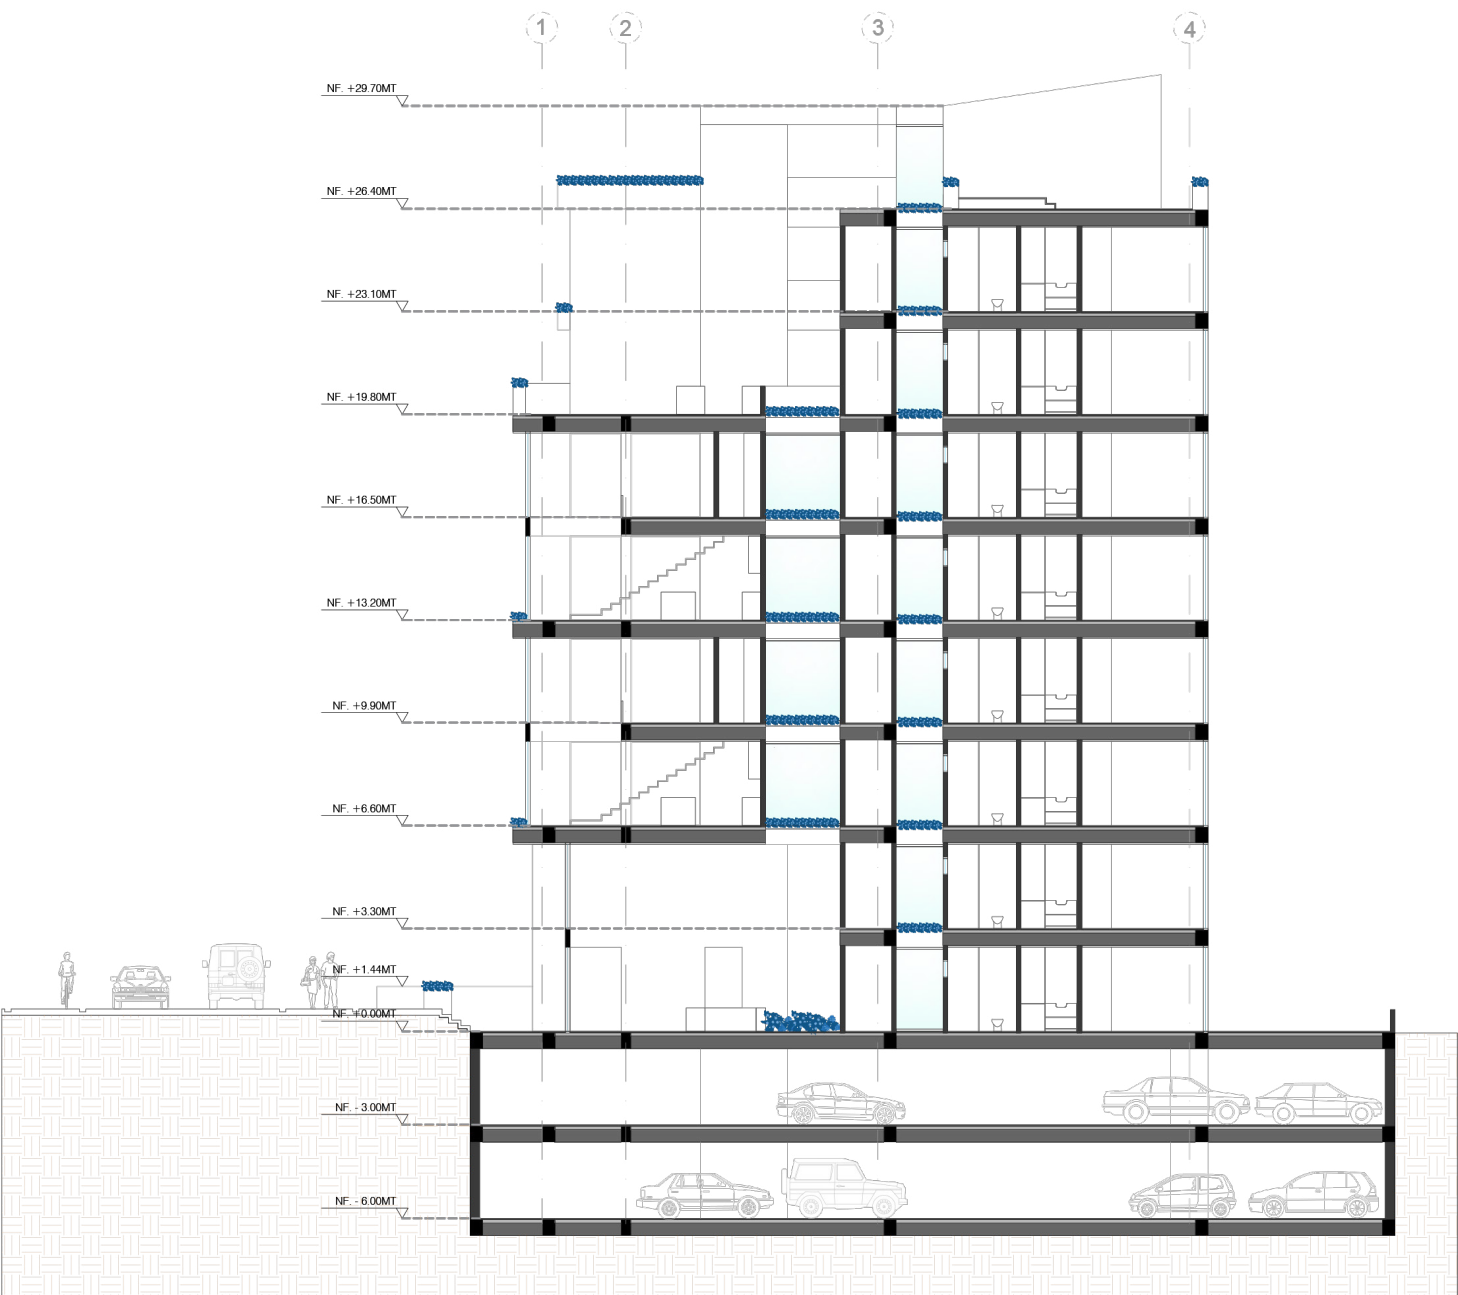 1 2 3 4
NF. +29.70MT
NF. +26.40MT
NF. +23.10MT
NF. +19.80MT
NF. +16.50MT
NF. +13.20MT
NF. +9.90MT
NF. +6.60MT
NF. +3.30MT
NF. +1.44MT
NF. +0.00MT
NF. - 3.00MT
NF. - 6.00MT